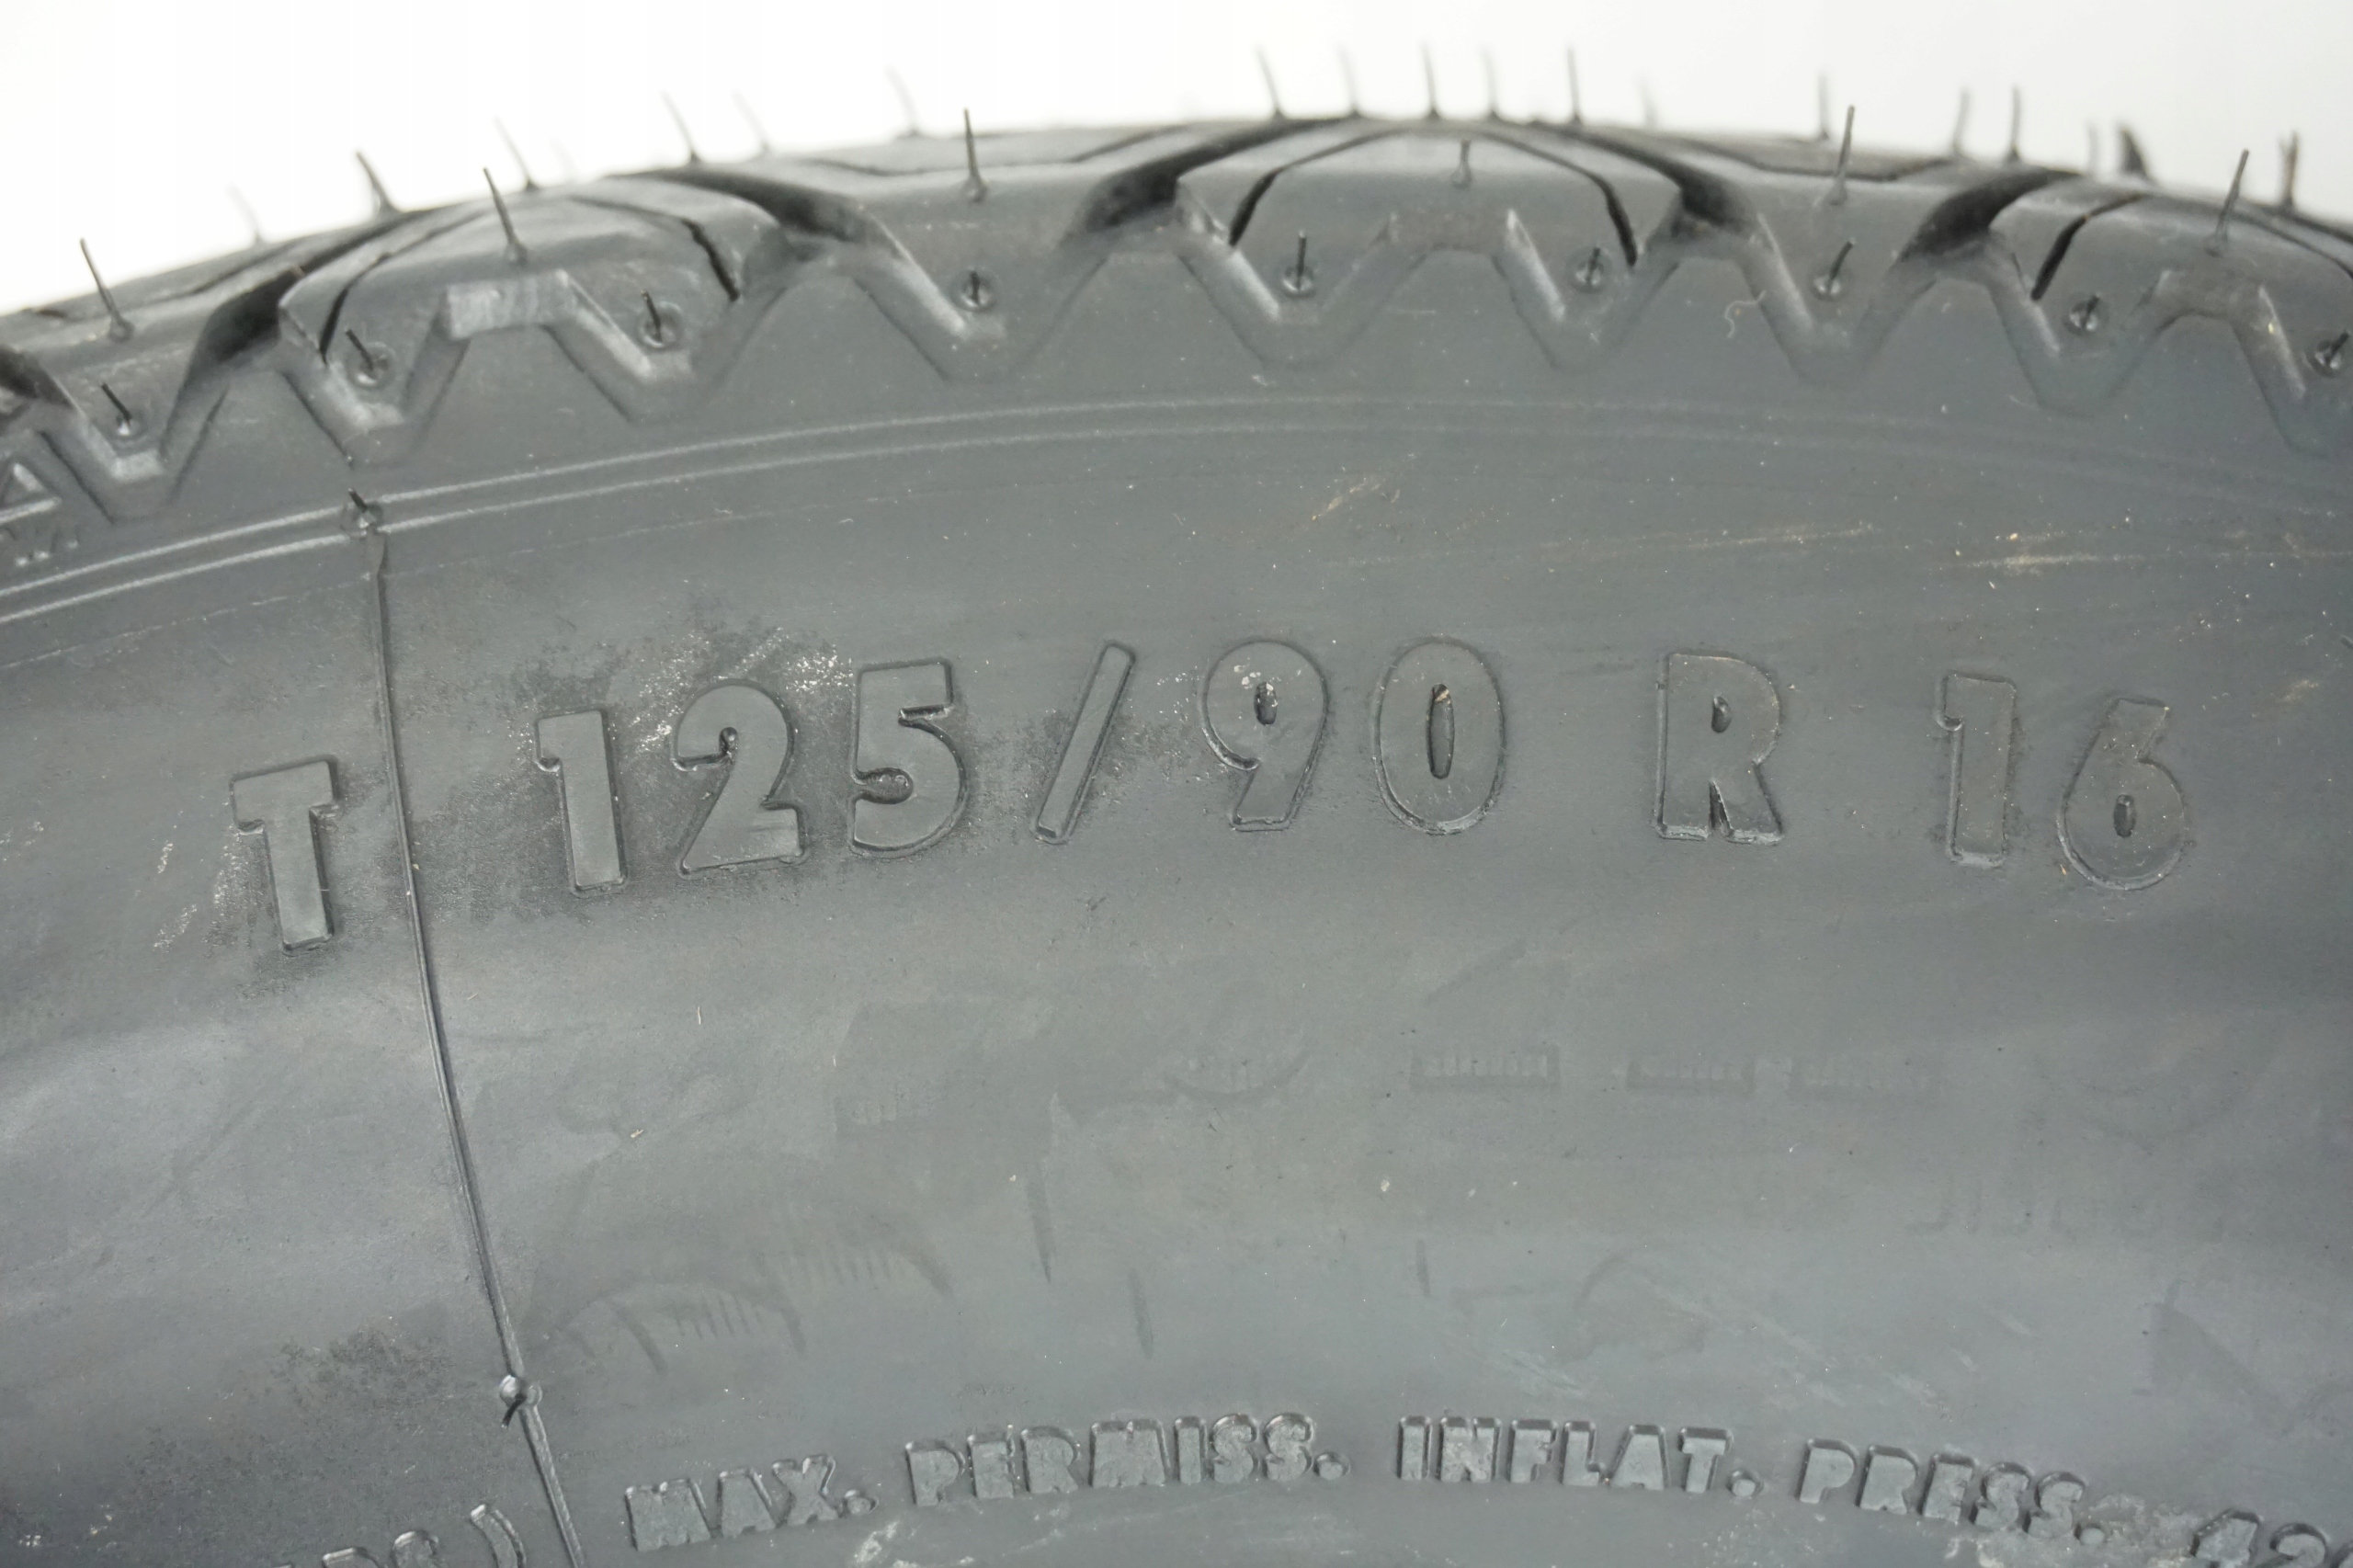 T 125/90 R 16
MAX. PERMISS. INFLAT. PRESS.